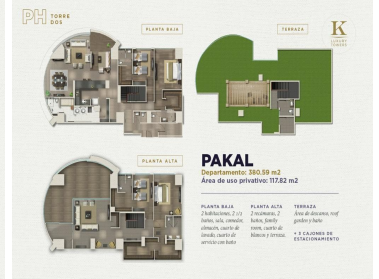 PH TORRE
DOS
PLANTA BAJA
TERRAZA
K
LUXURY
TOWERS
PLANTA ALTA
PAKAL
Departamento: 380.59 m2
Área de uso privativo: 117.82 m2
PLANTA BAJA
2 habitaciones, 2 1/2
baños, sala, comedor,
almacén, cuarto de
lavado, cuarto de
servicio con baño
PLANTA ALTA
2 recámaras, 2
baños, family
room, cuarto de
blancos y terraza.
TERRAZA
Área de descanso, roof
garden y baño
+ 3 CAJONES DE
ESTACIONAMIENTO